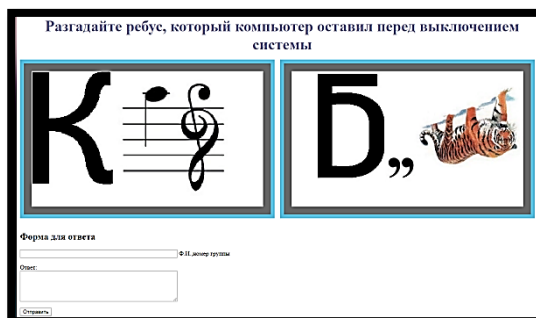 Разгадайте ребус, который компьютер оставил перед выключением
системы
К
Б,,
Форма для ответа
Ф.И.,номер группы
Ответ:
Отправить